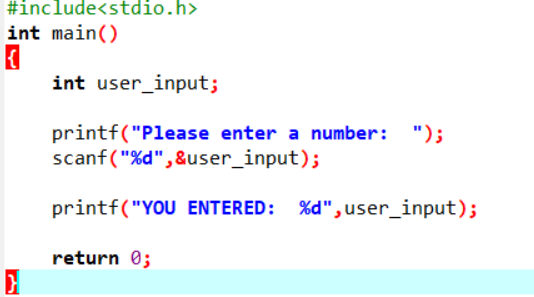 #include<stdio.h>
int main()
{
    int user_input;
    printf("Please enter a number:  ");
    scanf("%d",&user_input);
    printf("YOU ENTERED:  %d",user_input);
    return 0;
}